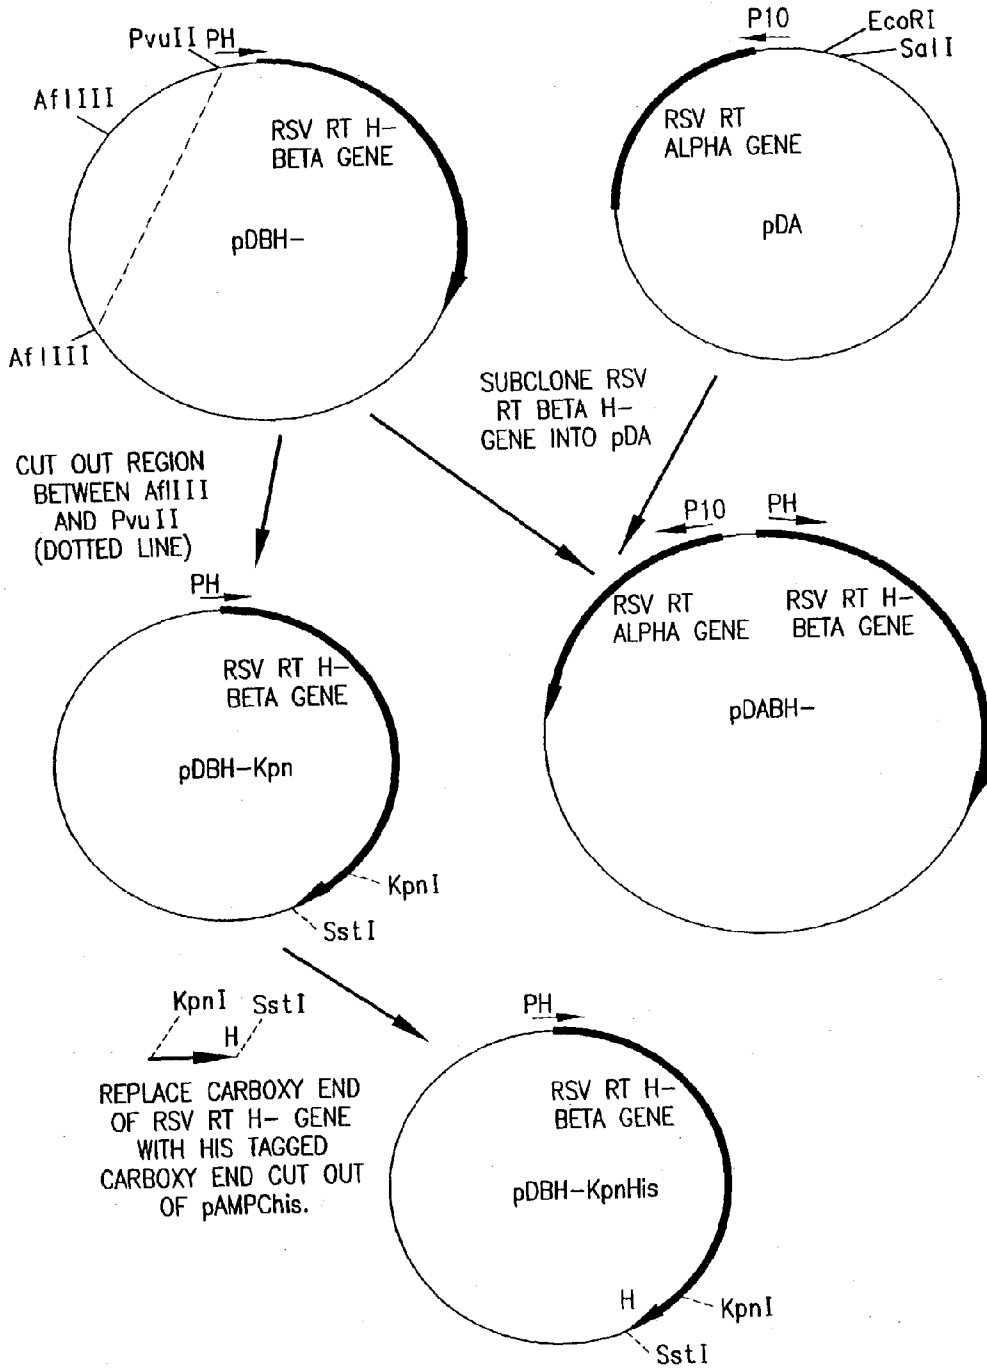 PvuII
PH
AflIII
RSV RT H-
BETA GENE
pDBH-
AflIII
P10
EcoRI
SalI
RSV RT
ALPHA GENE
pDA
SUBCLONE RSV
RT BETA H-
GENE INTO pDA
CUT OUT REGION
BETWEEN AflIII
AND PvuII
(DOTTED LINE)
PH
RSV RT H-
BETA GENE
pDBH-Kpn
KpnI
SstI
P10
PH
RSV RT
ALPHA GENE
RSV RT H-
BETA GENE
pDABH-
KpnI
SstI
H
REPLACE CARBOXY END
OF RSV RT H- GENE
WITH HIS TAGGED
CARBOXY END CUT OUT
OF pAMPChis.
PH
RSV RT H-
BETA GENE
pDBH-KpnHis
H
KpnI
SstI